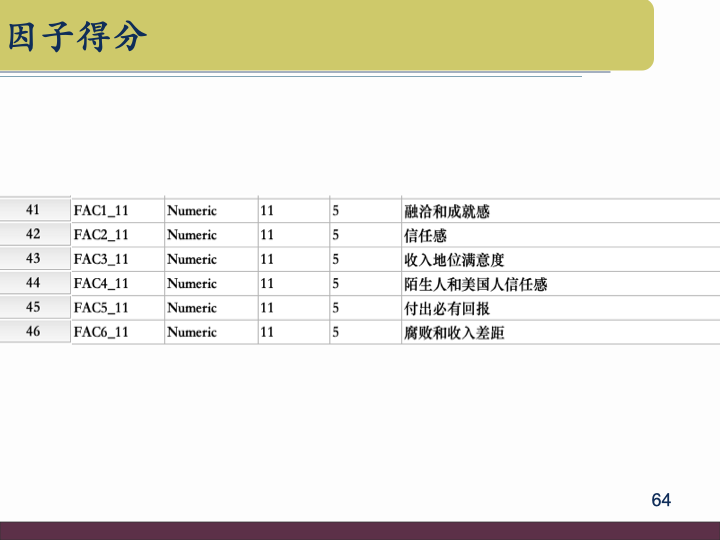 因子得分
41 FAC1_11 Numeric 11 5 融洽和成就感
42 FAC2_11 Numeric 11 5 信任感
43 FAC3_11 Numeric 11 5 收入地位满意度
44 FAC4_11 Numeric 11 5 陌生人和美国人信任感
45 FAC5_11 Numeric 11 5 付出必有回报
46 FAC6_11 Numeric 11 5 腐败和收入差距
64